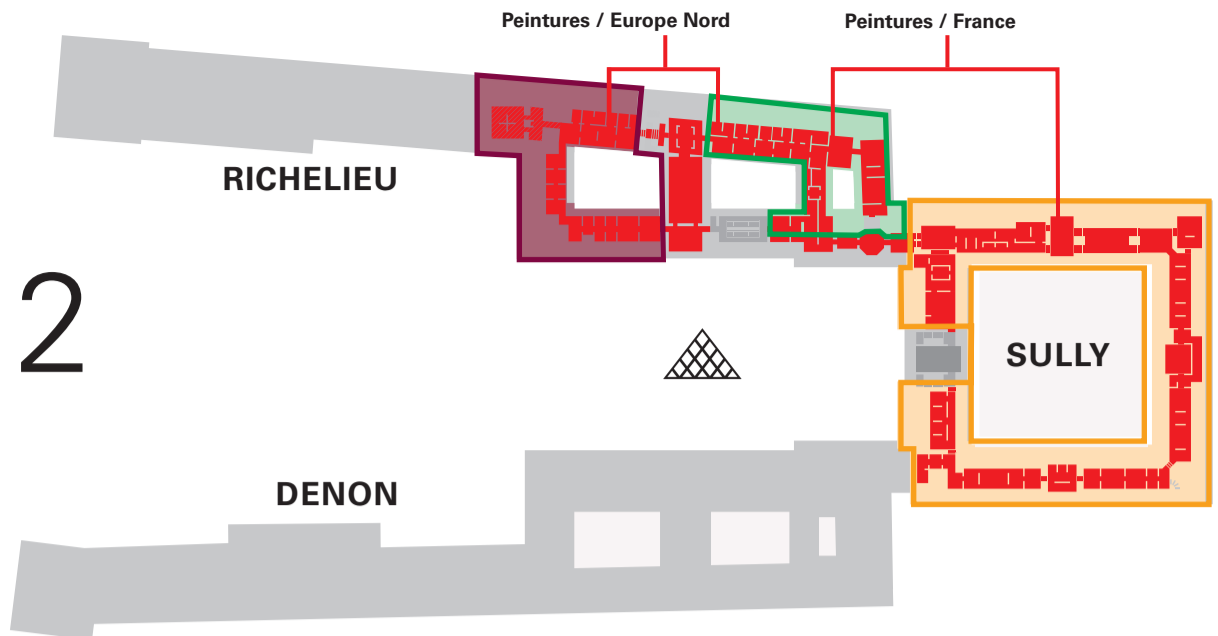 Peintures / Europe Nord
Peintures / France
RICHELIEU
2
SULLY
DENON